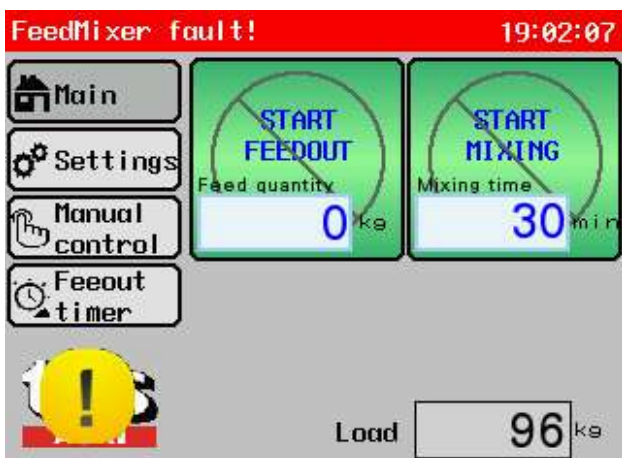 FeedMixer fault! 19:02:07
Main
Settings
Manual
control
Feeout
timer
START
FEEDOUT
Feed quantity
0 kg
START
MIXING
Mixing time
30 min
Load 96 kg